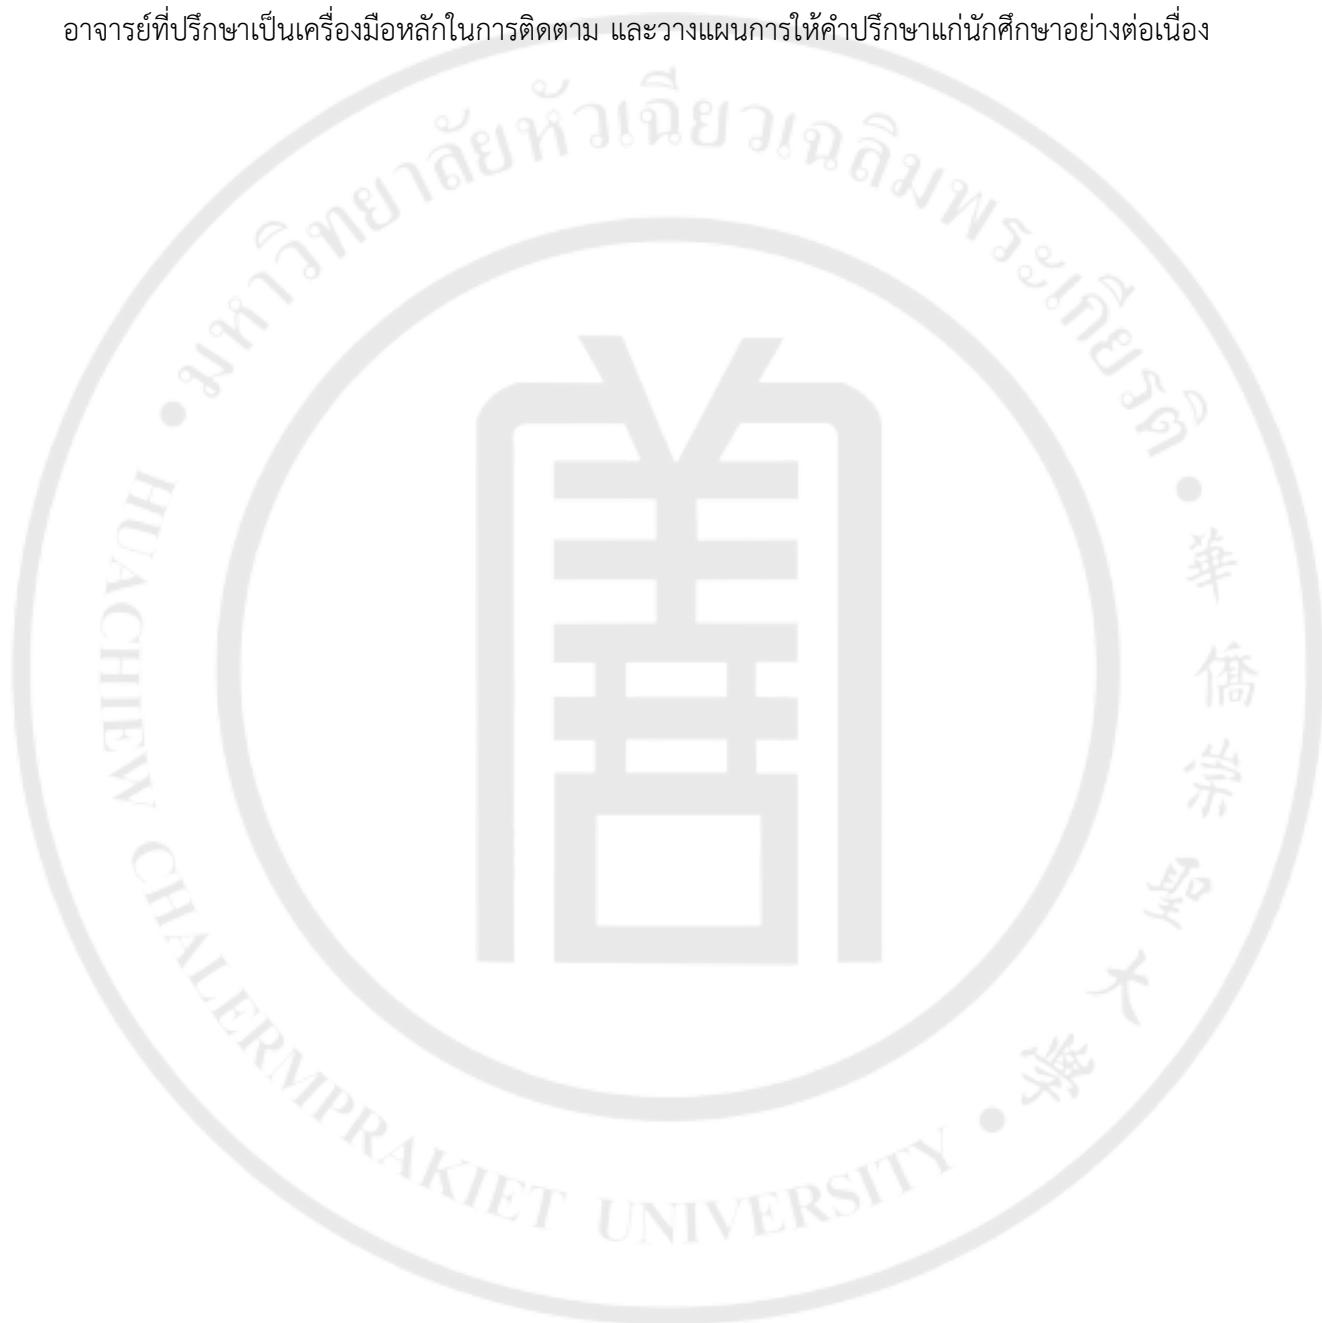 อาจารย์ที่ปรึกษาเป็นเครื่องมือหลักในการติดตาม และวางแผนการให้คำปรึกษาแก่นักศึกษาอย่างต่อเนื่อง
มหาวิทยาลัยหัวเฉียวเฉลิมพระเกียรติ
華僑崇聖大學
HUACHIEW CHALERMPRAKIET UNIVERSITY